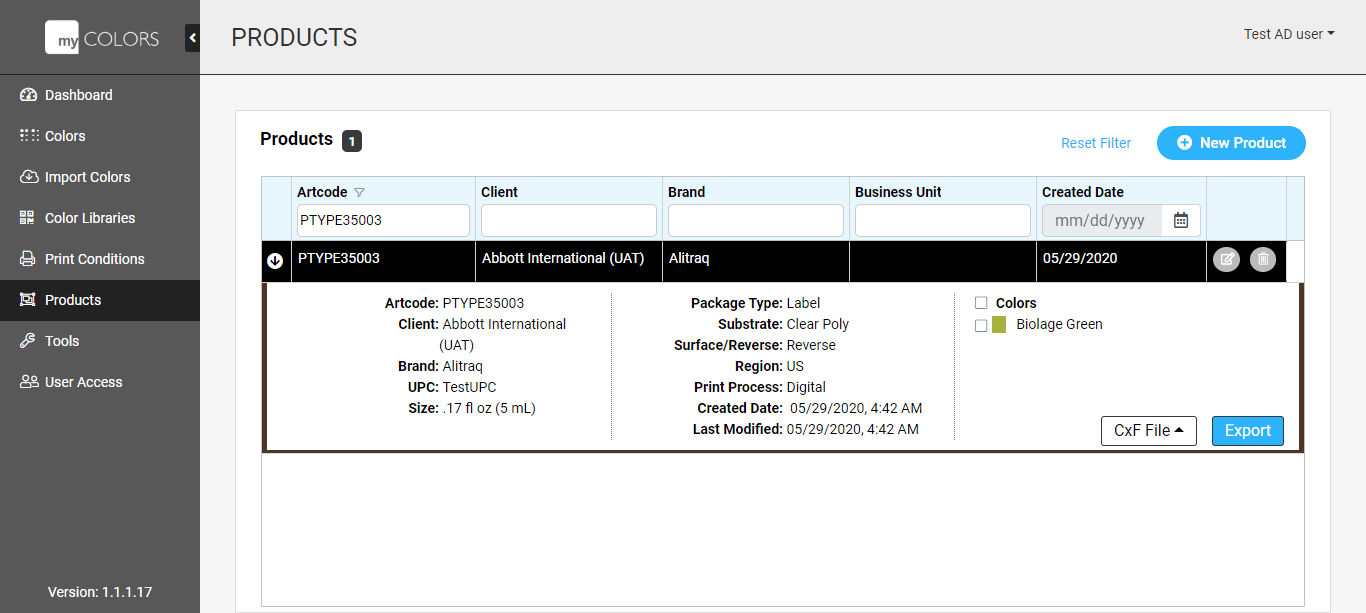 my COLORS
PRODUCTS
Test AD user
Dashboard
Colors
Import Colors
Color Libraries
Print Conditions
Products
Tools
User Access
Version: 1.1.1.17
Products 1
Reset Filter
New Product
Artcode Client Brand Business Unit Created Date
PTYPE35003 mm/dd/yyyy
PTYPE35003 Abbott International (UAT) Alitraq 05/29/2020
Artcode: PTYPE35003
Client: Abbott International
(UAT)
Brand: Alitraq
UPC: TestUPC
Size: .17 fl oz (5 mL)
Package Type: Label
Substrate: Clear Poly
Surface/Reverse: Reverse
Region: US
Print Process: Digital
Created Date: 05/29/2020, 4:42 AM
Last Modified: 05/29/2020, 4:42 AM
Colors
Biolage Green
CxF File
Export